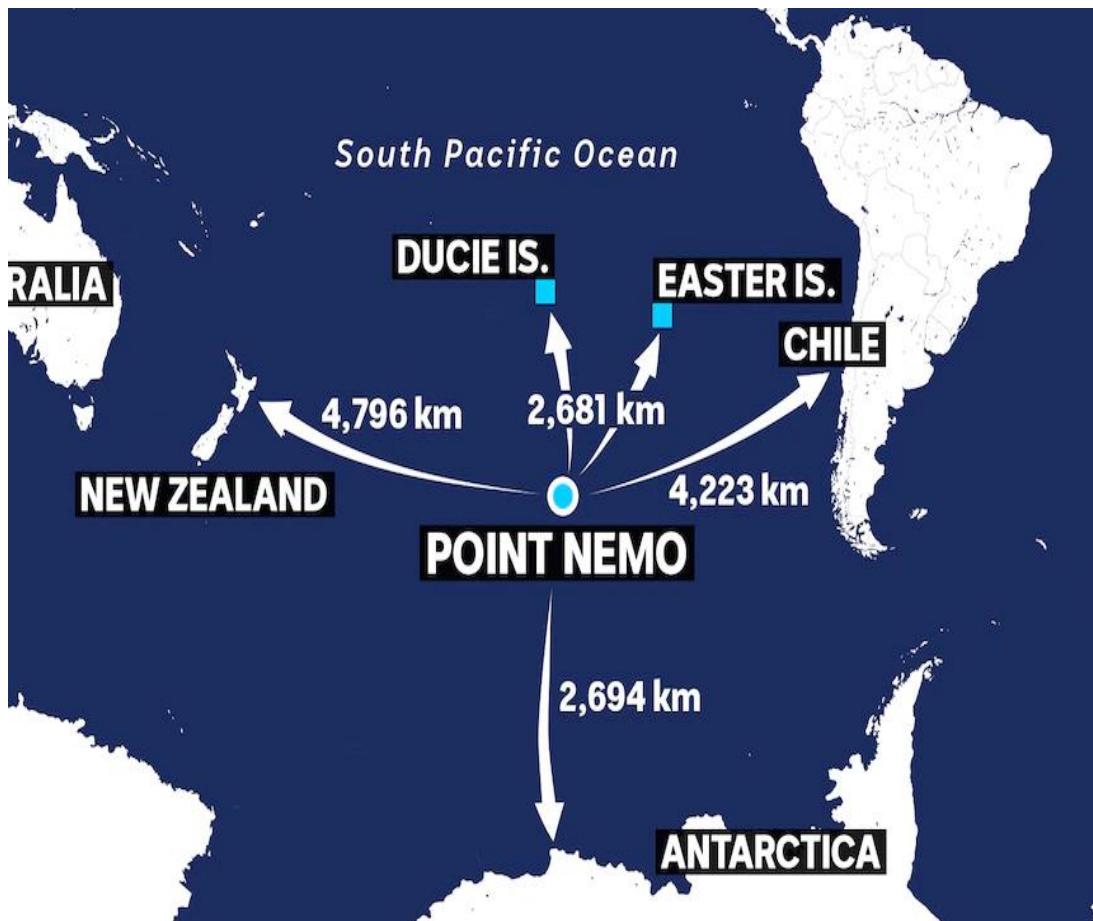 South Pacific Ocean
DUCIE IS.
RALIA
EASTER IS.
CHILE
4,796 km
2,681 km
NEW ZEALAND
4,223 km
POINT NEMO
2,694 km
ANTARCTICA